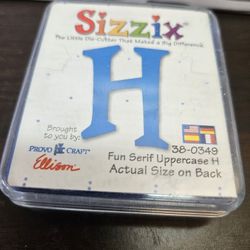 Sizzix
The Little Die-Cutter That Makes A Big Difference
H
Brought
to you by:
PROVO CRAFT
Ellison
38-0349
Fun Serif Uppercase H
Actual Size on Back